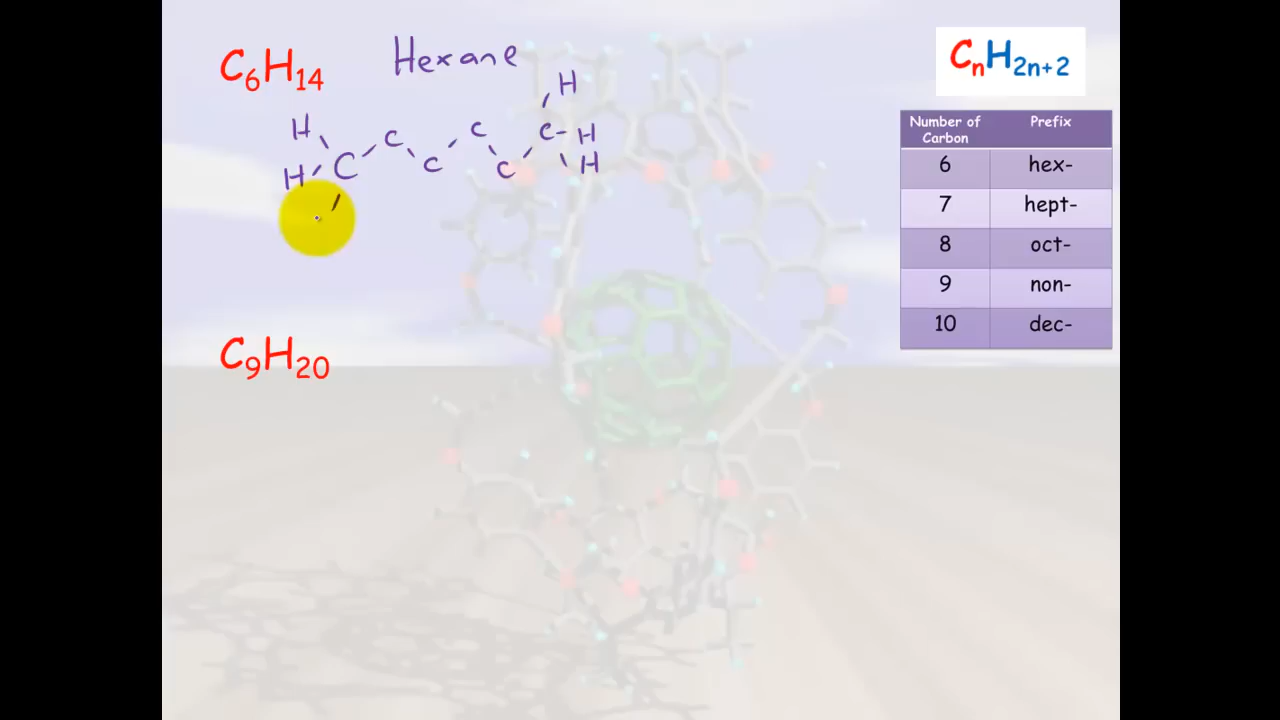 C₆H₁₄ Hexane
H
H C C
H C C C - H
C C H
C₉H₂₀
CₙH₂ₙ₊₂
Number of Carbon Prefix
6 hex-
7 hept-
8 oct-
9 non-
10 dec-